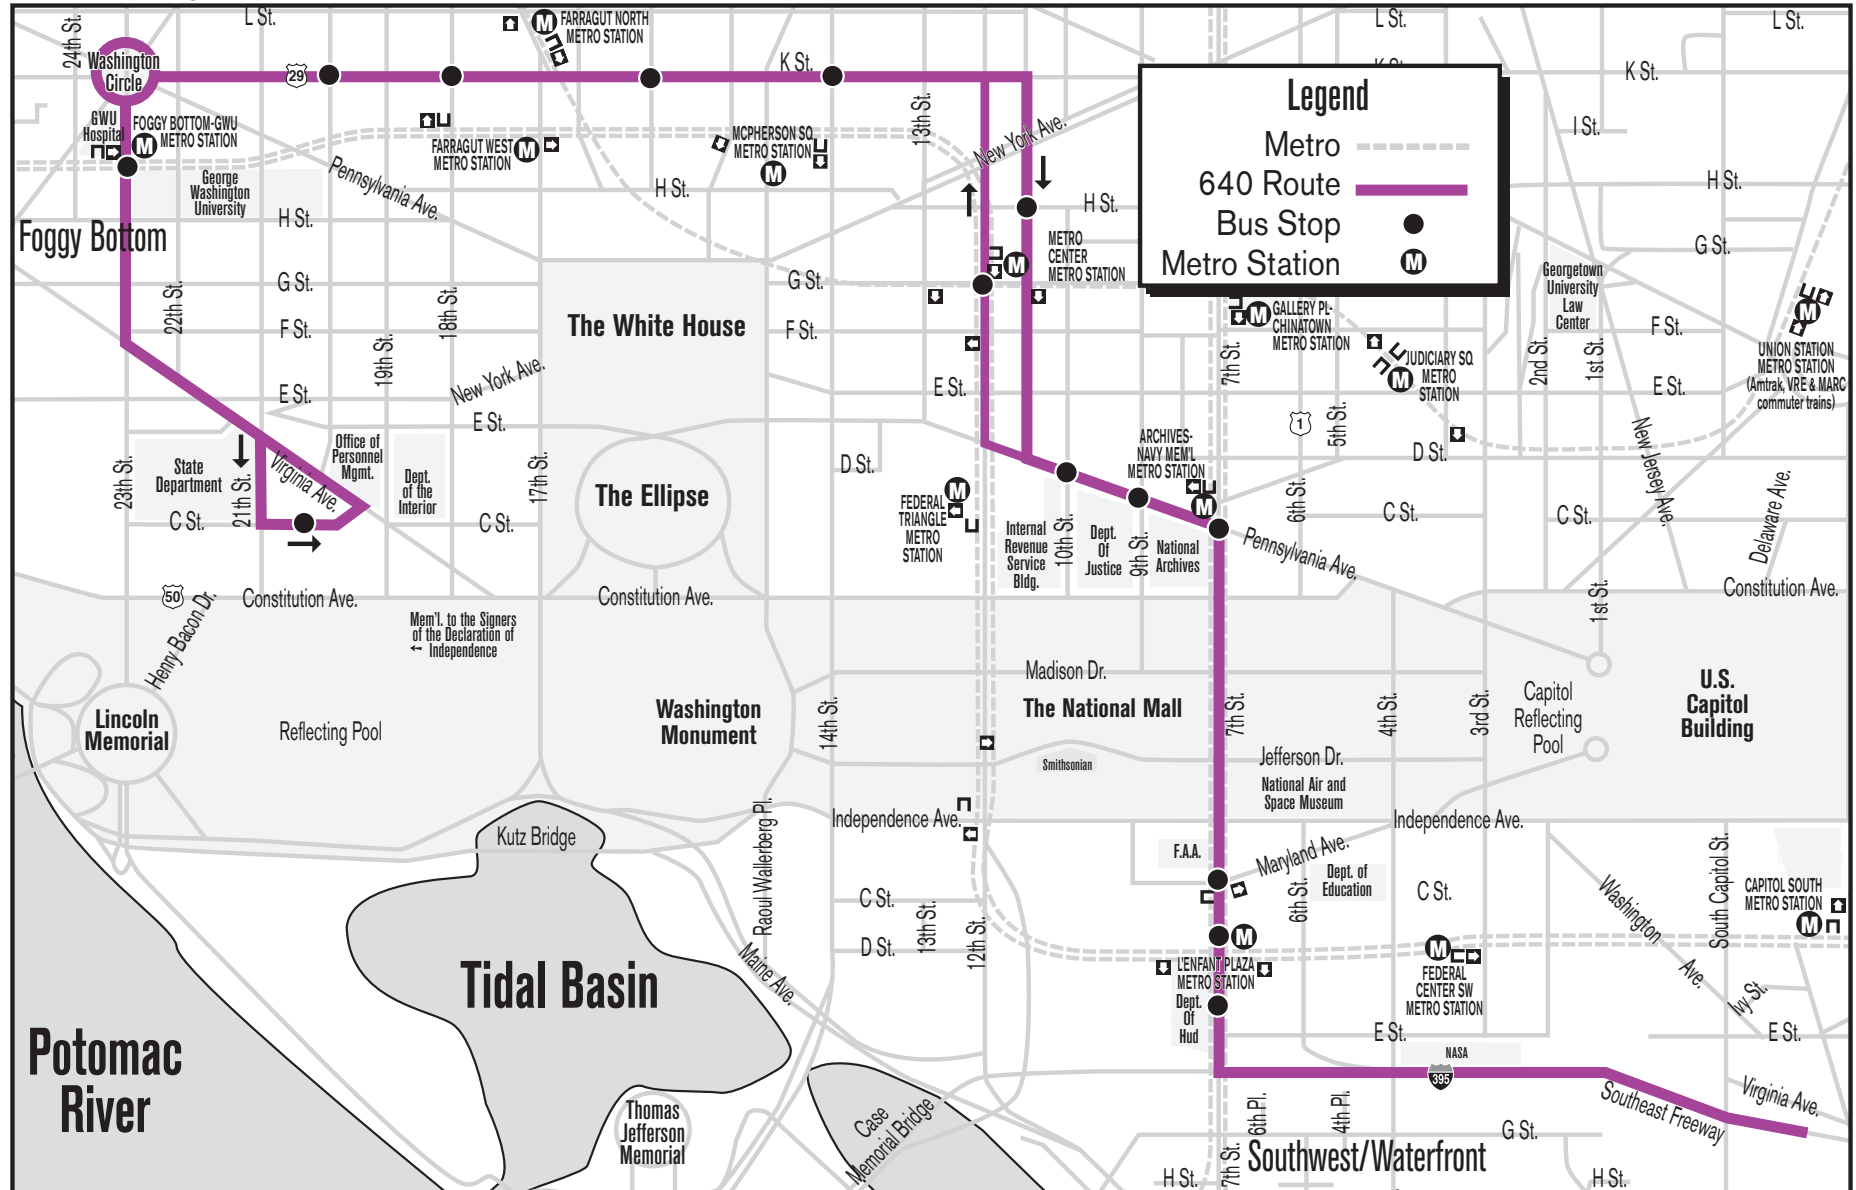 L St.
L St.
L St.
24th St.
FARRAGUT NORTH
METRO STATION
Washington
Circle
29
K St.
K St.
K St.
Legend
Metro
640 Route
Bus Stop
Metro Station
M
GWU
Hospital
FOGGY BOTTOM-GWU
METRO STATION
M
M
FARRAGUT WEST
METRO STATION
M
MCPHERSON SQ
METRO STATION
M
13th St.
New York Ave.
I St.
George
Washington
University
Pennsylvania Ave.
H St.
H St.
H St.
H St.
Foggy Bottom
METRO
CENTER
METRO STATION
M
G St.
G St.
G St.
Georgetown
University
Law
Center
22th St.
18th St.
F St.
F St.
F St.
The White House
GALLERY PL-
CHINATOWN
METRO STATION
M
JUDICIARY SQ
METRO
STATION
M
M
UNION STATION
METRO STATION
(Amtrak, VRE & MARC
commuter trains)
19th St.
7th St.
2nd St.
1st St.
New York Ave.
E St.
E St.
E St.
E St.
1
5th St.
Office of
Personnel
Mgmt.
State
Department
23th St.
21th St.
Virginia Ave.
Dept.
of the
Interior
17th St.
The Ellipse
D St.
D St.
ARCHIVES-
NAVY MEM'L
METRO STATION
M
New Jersey Ave.
FEDERAL
TRIANGLE
METRO
STATION
M
6th St.
C St.
C St.
C St.
C St.
Delaware Ave.
Internal
Revenue
Service
Bldg.
10th St.
Dept.
Of
Justice
9th St.
National
Archives
Pennsylvania Ave.
50
Constitution Ave.
Constitution Ave.
Constitution Ave.
1st St.
Henry Bacon Dr.
Mem'l. to the Signers
of the Declaration of
Independence
Madison Dr.
Lincoln
Memorial
Reflecting Pool
Washington
Monument
14th St.
The National Mall
7th St.
4th St.
3rd St.
Capitol
Reflecting
Pool
U.S.
Capitol
Building
Smithsonian
Jefferson Dr.
National Air and
Space Museum
Kutz Bridge
Raoul Wallerberg Pl.
Independence Ave.
Independence Ave.
F.A.A.
Maryland Ave.
Dept. of
Education
6th St.
C St.
C St.
13th St.
12th St.
D St.
Washington
Ave.
South Capitol St.
CAPITOL SOUTH
METRO STATION
M
Tidal Basin
Maine Ave.
M
L'ENFANT PLAZA
METRO STATION
M
FEDERAL
CENTER SW
METRO STATION
Dept.
Of
Hud
Ivy St.
E St.
E St.
NASA
395
Potomac
River
Thomas
Jefferson
Memorial
Case
Memorial Bridge
Southeast Freeway
Virginia Ave.
6th Pl.
4th Pl.
G St.
7th St.
Southwest/Waterfront
H St.
H St.